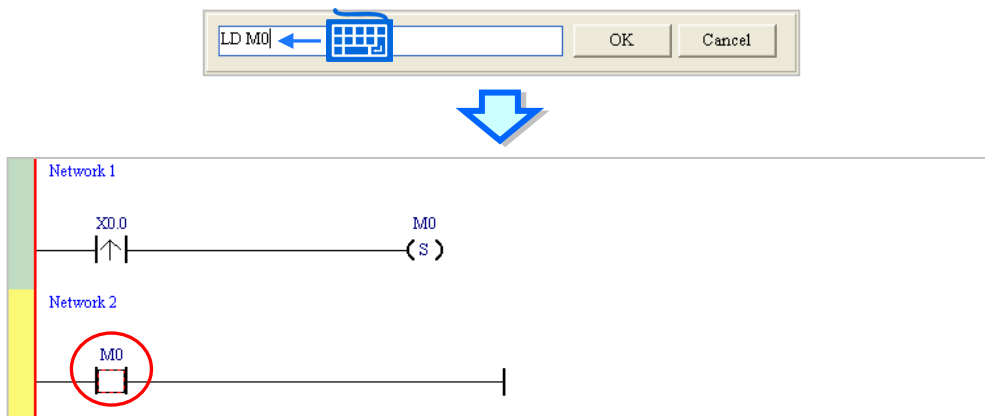 LD M0
OK
Cancel
Network 1
X0.0
M0
S
Network 2
M0